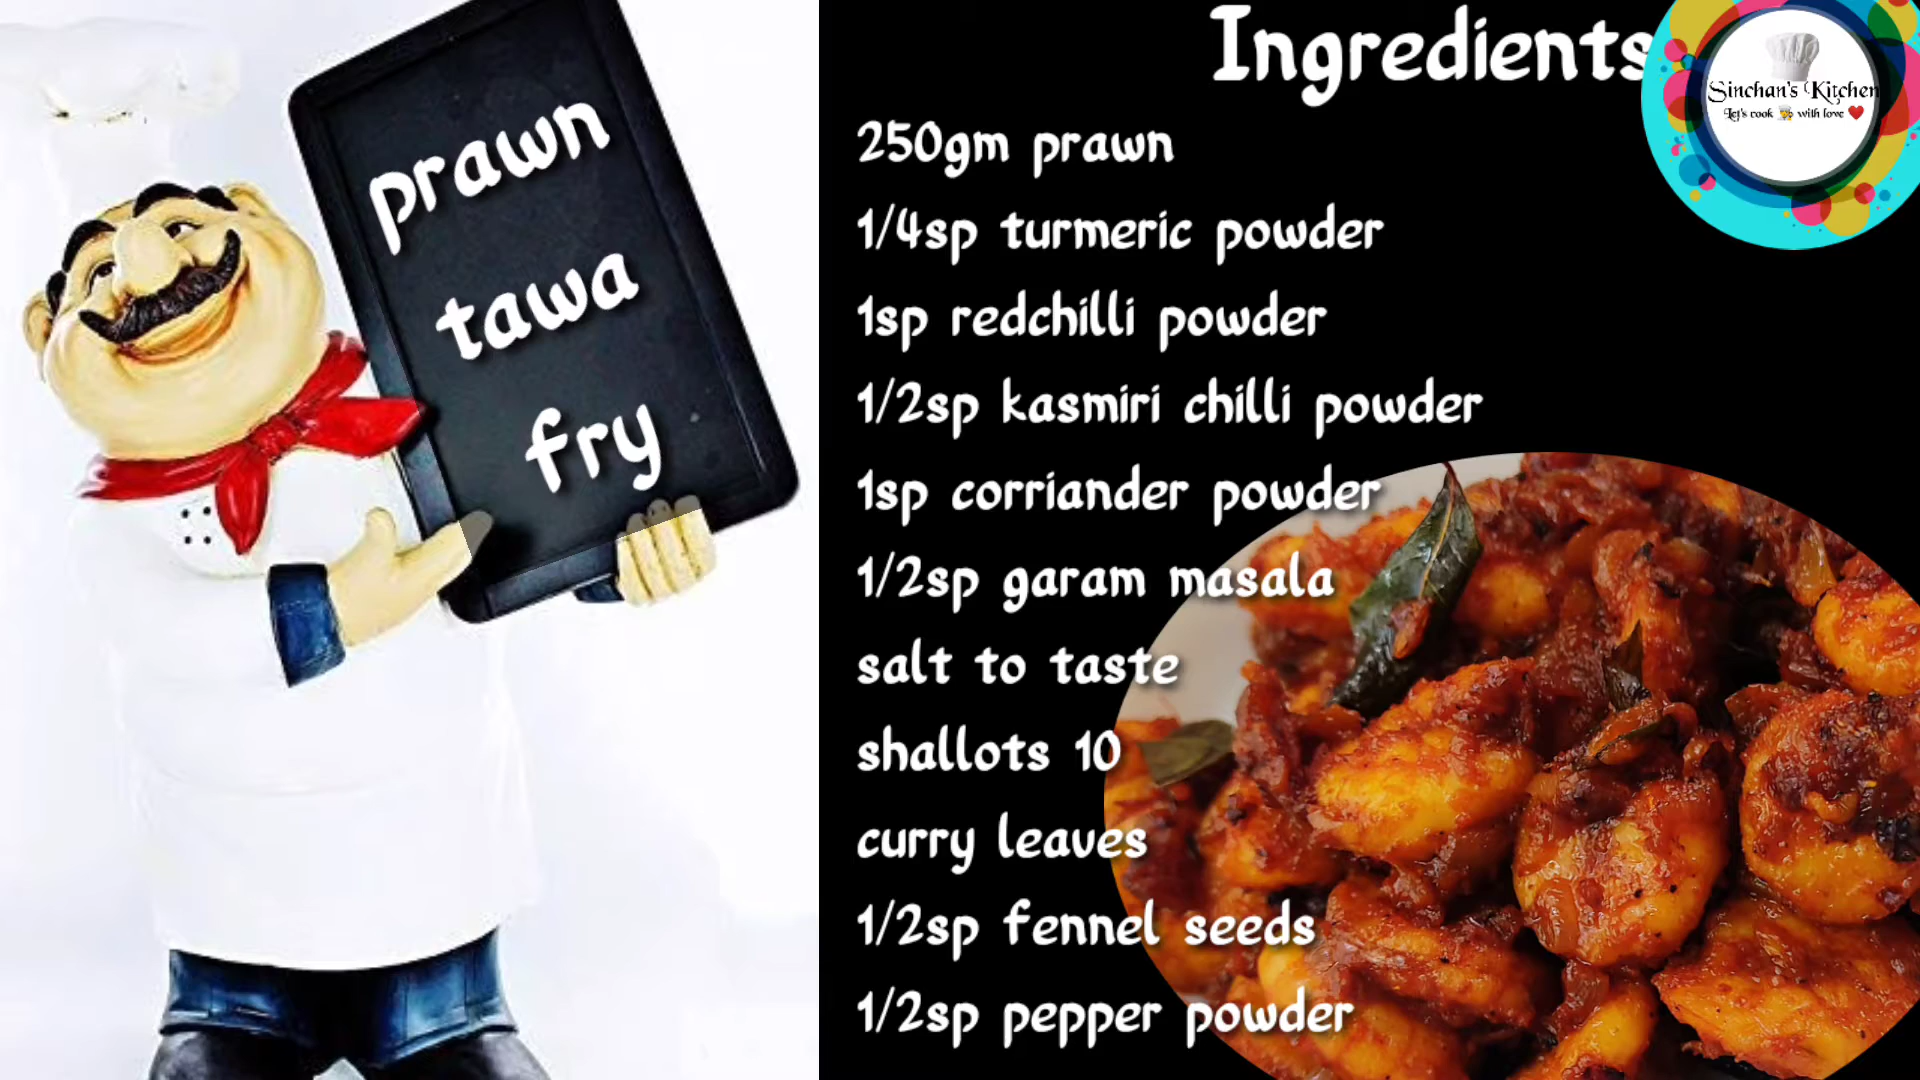 prawn
tawa
fry
Ingredients
Sinchan's Kitchen
Let's cook with love
250gm prawn
1/4sp turmeric powder
1sp redchilli powder
1/2sp kasmiri chilli powder
1sp corriander powder
1/2sp garam masala
salt to taste
shallots 10
curry leaves
1/2sp fennel seeds
1/2sp pepper powder